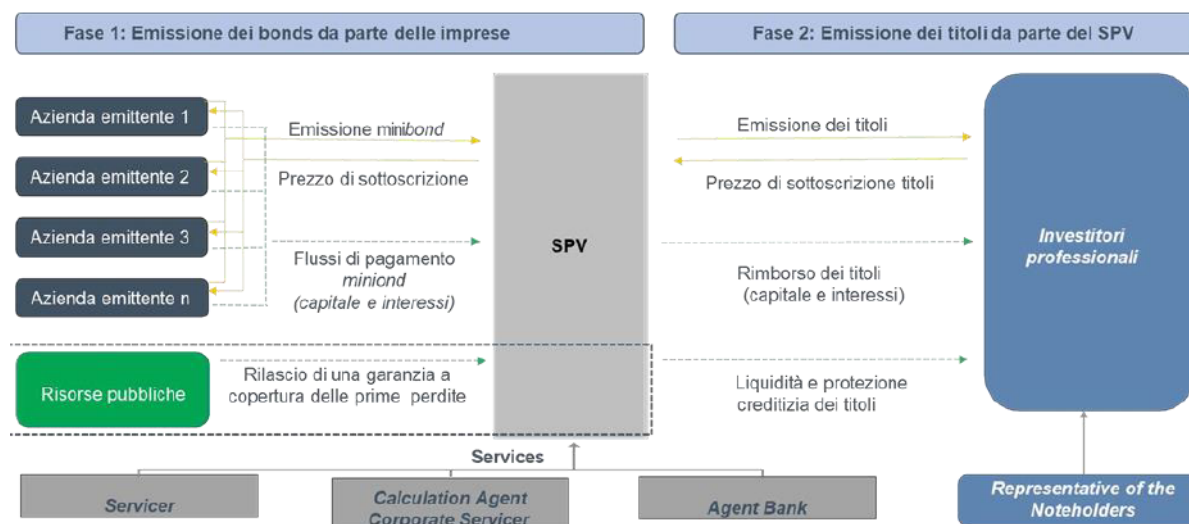 Fase 1: Emissione dei bonds da parte delle imprese
Fase 2: Emissione dei titoli da parte del SPV
Azienda emittente 1
Azienda emittente 2
Azienda emittente 3
Azienda emittente n
Emissione minibond
Prezzo di sottoscrizione
Flussi di pagamento
miniond
(capitale e interessi)
Risorse pubbliche
Rilascio di una garanzia a
copertura delle prime perdite
SPV
Emissione dei titoli
Prezzo di sottoscrizione titoli
Rimborso dei titoli
(capitale e interessi)
Liquidità e protezione
creditizia dei titoli
Investitori
professionali
Services
Servicer
Calculation Agent
Corporate Servicer
Agent Bank
Representative of the
Noteholders